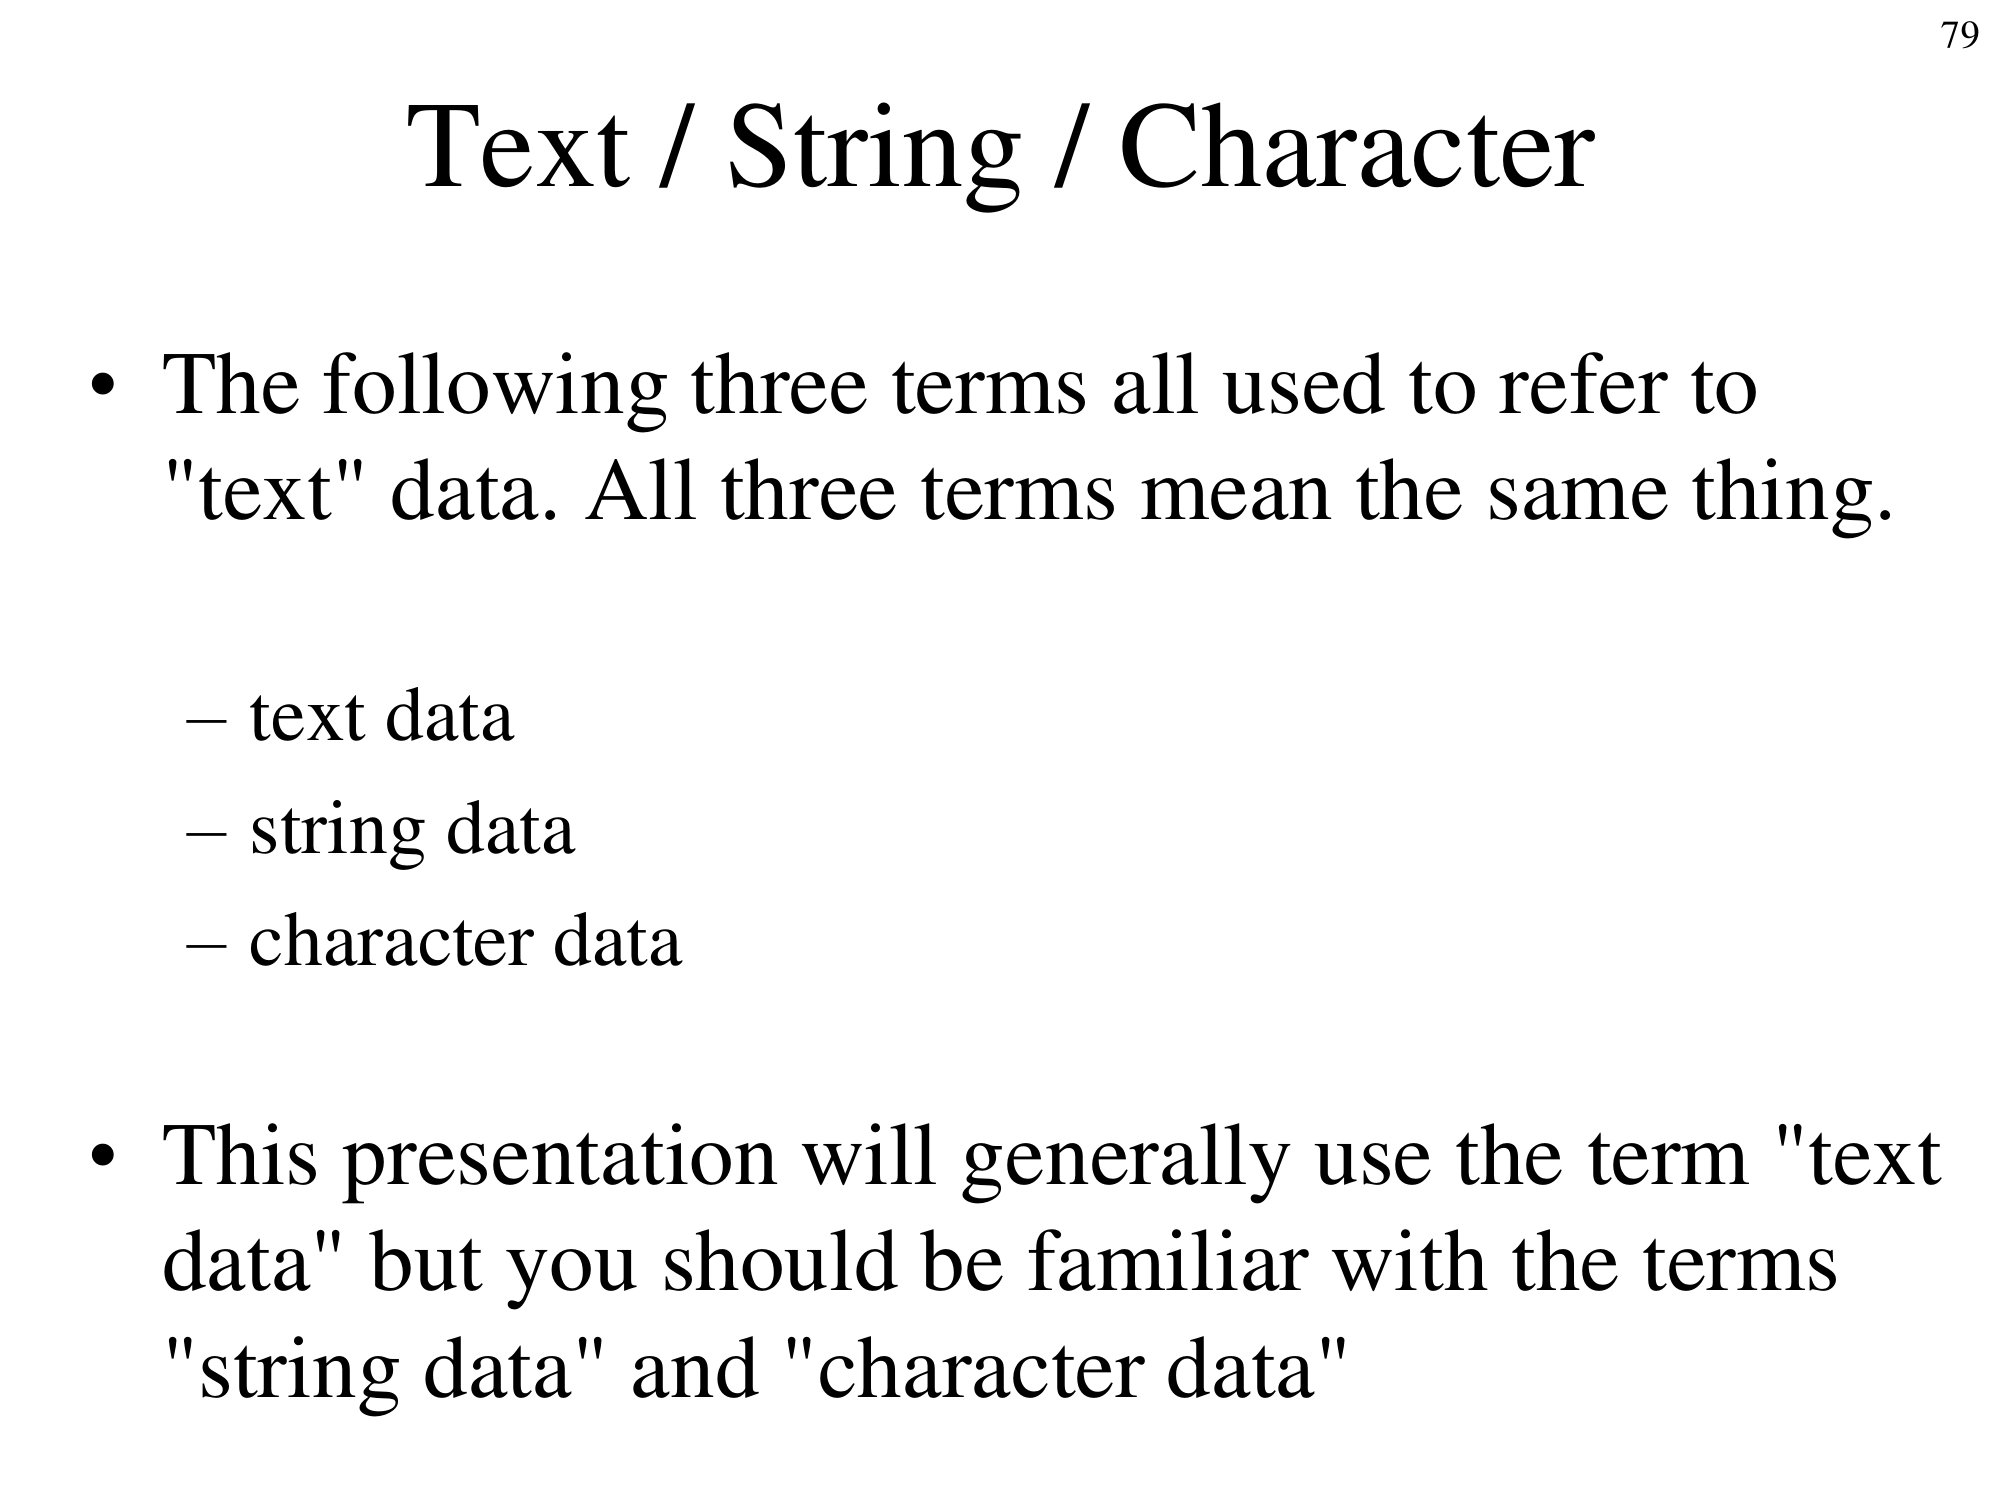 79
Text / String / Character
• The following three terms all used to refer to
"text" data. All three terms mean the same thing.
– text data
– string data
– character data
• This presentation will generally use the term "text
data" but you should be familiar with the terms
"string data" and "character data"